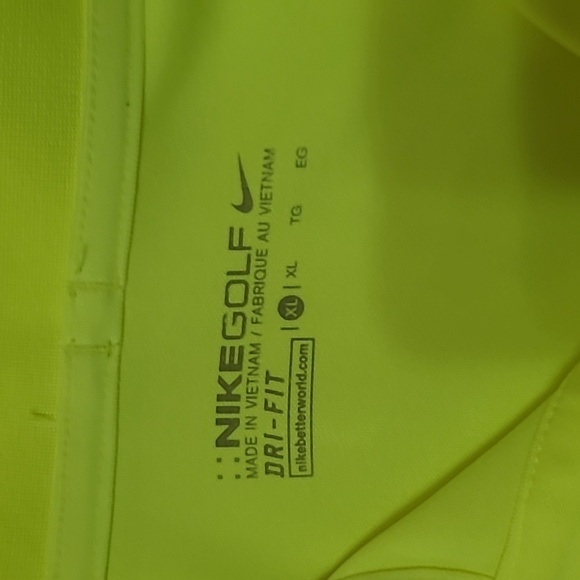 NIKEGOLF
MADE IN VIETNAM / FABRIQUE AU VIETNAM
DRI-FIT | XL | XL TG EG
nikebetterworld.com